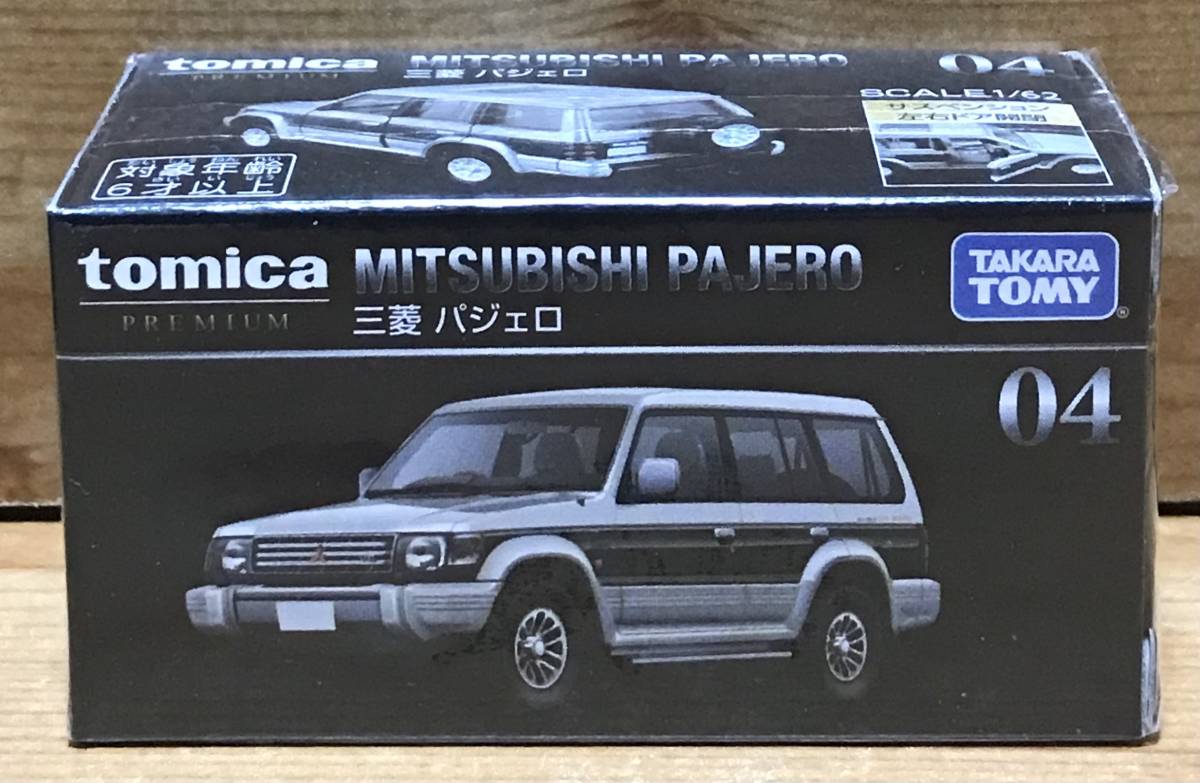 tomica MITSUBISHI PAJERO 04
PREMIUM 三菱 パジェロ
SCALE 1/62
サスペンション
左右ドア開閉
対象年齢
6才以上
tomica MITSUBISHI PAJERO TAKARA
TOMY ®
PREMIUM 三菱 パジェロ
04